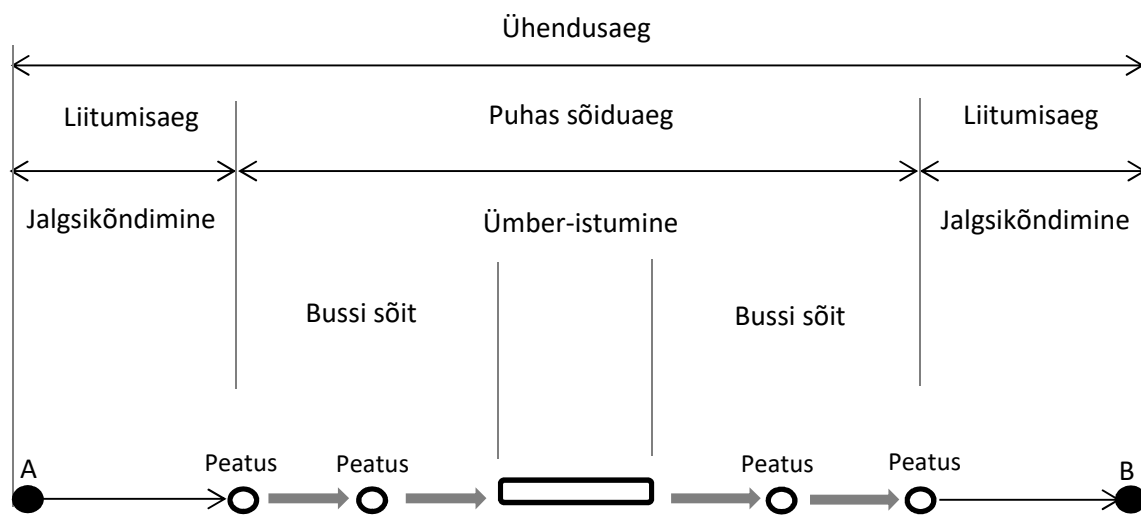 Ühendusaeg
Liitumisaeg
Puhas sõiduaeg
Liitumisaeg
Jalgsikõndimine
Ümber-istumine
Jalgsikõndimine
Bussi sõit
Bussi sõit
A
Peatus
Peatus
Peatus
Peatus
B